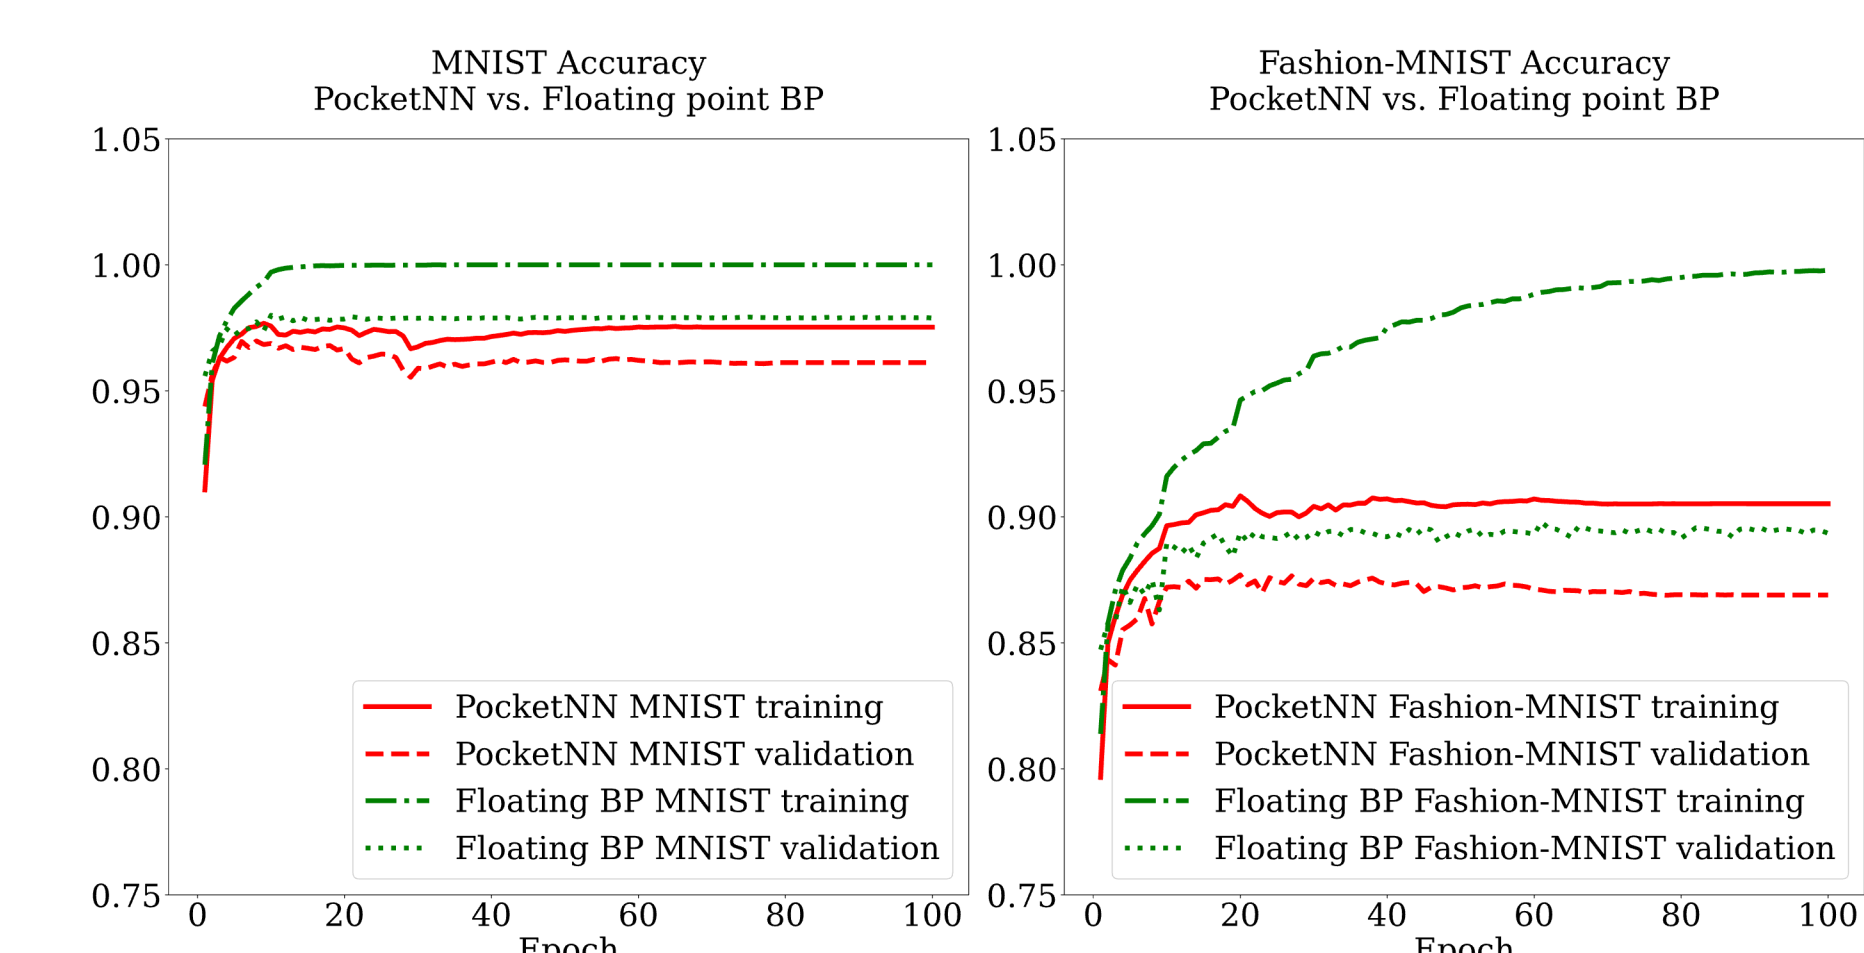 MNIST Accuracy
PocketNN vs. Floating point BP
1.05
1.00
0.95
0.90
0.85
0.80
0.75
0 20 40 60 80 100
Epoch
PocketNN MNIST training
PocketNN MNIST validation
Floating BP MNIST training
Floating BP MNIST validation
Fashion-MNIST Accuracy
PocketNN vs. Floating point BP
1.05
1.00
0.95
0.90
0.85
0.80
0.75
0 20 40 60 80 100
Epoch
PocketNN Fashion-MNIST training
PocketNN Fashion-MNIST validation
Floating BP Fashion-MNIST training
Floating BP Fashion-MNIST validation